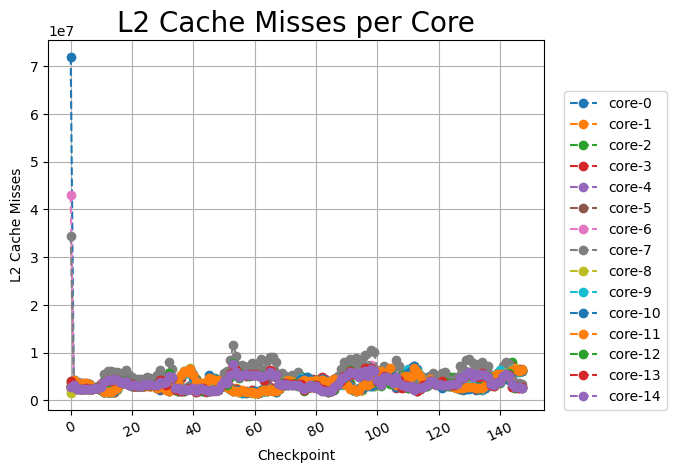 L2 Cache Misses per Core
1e7
7
6
5
4
3
2
1
0
L2 Cache Misses
0
20
40
60
80
100
120
140
Checkpoint
core-0
core-1
core-2
core-3
core-4
core-5
core-6
core-7
core-8
core-9
core-10
core-11
core-12
core-13
core-14